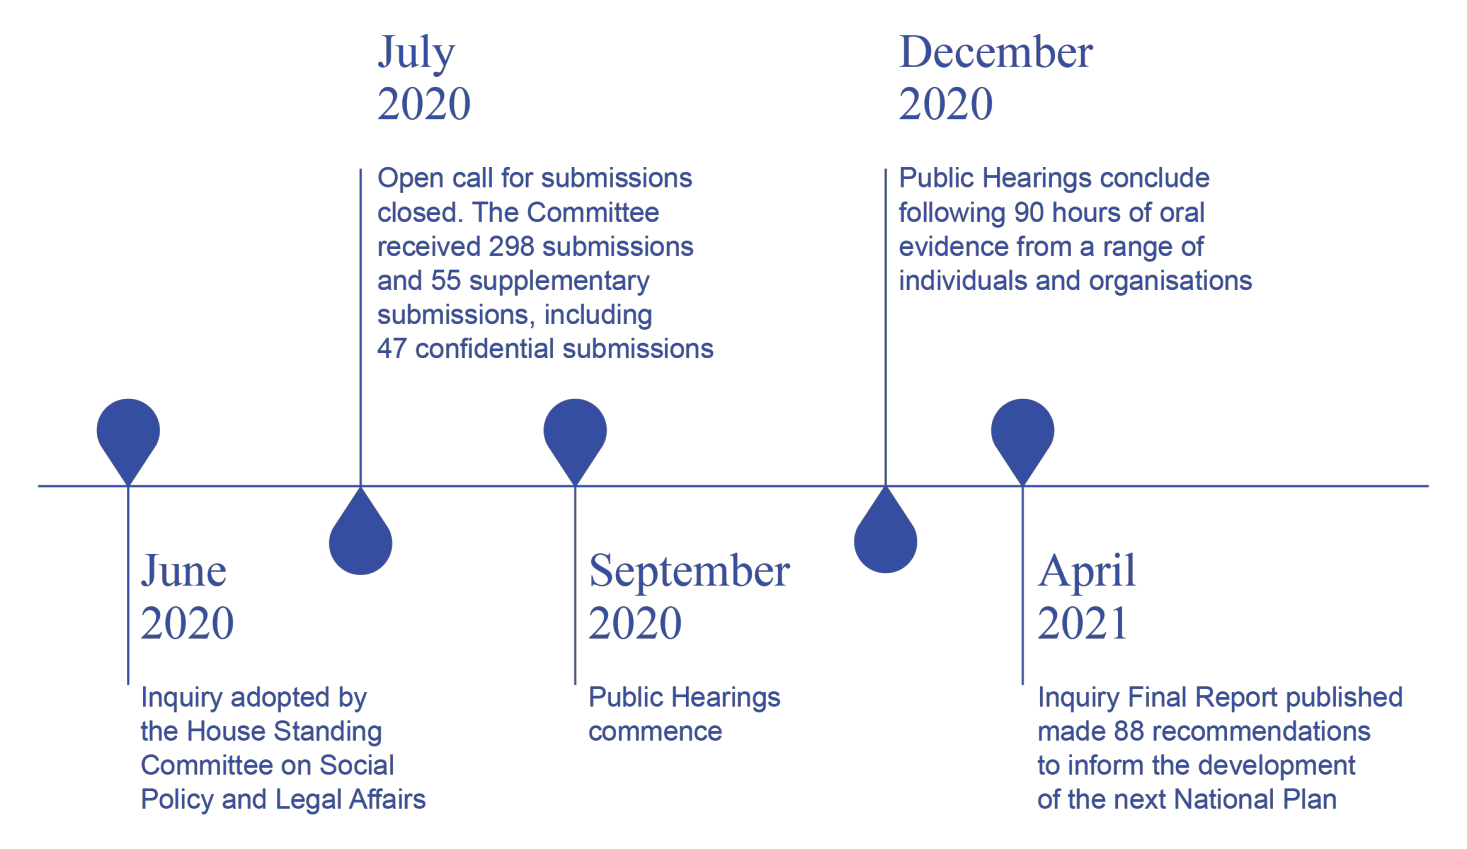 July
2020
Open call for submissions
closed. The Committee
received 298 submissions
and 55 supplementary
submissions, including
47 confidential submissions
December
2020
Public Hearings conclude
following 90 hours of oral
evidence from a range of
individuals and organisations
June
2020
Inquiry adopted by
the House Standing
Committee on Social
Policy and Legal Affairs
September
2020
Public Hearings
commence
April
2021
Inquiry Final Report published
made 88 recommendations
to inform the development
of the next National Plan